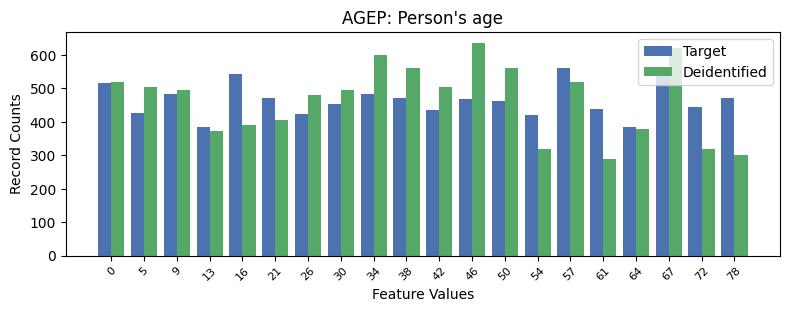 AGEP: Person's age
Target
Deidentified
Record Counts
600
500
400
300
200
100
0
0 5 9 13 16 21 26 30 34 38 42 46 50 54 57 61 64 67 72 78
Feature Values